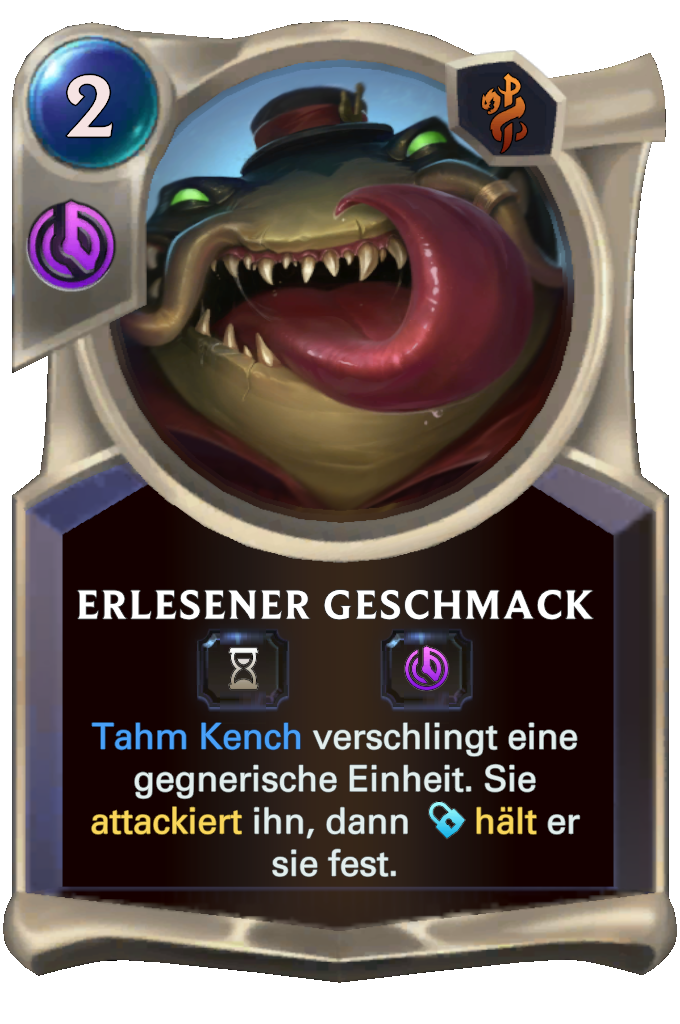 2
ERLESENER GESCHMACK
Tahm Kench verschlingt eine
gegnerische Einheit. Sie
attackiert ihn, dann hält er
sie fest.